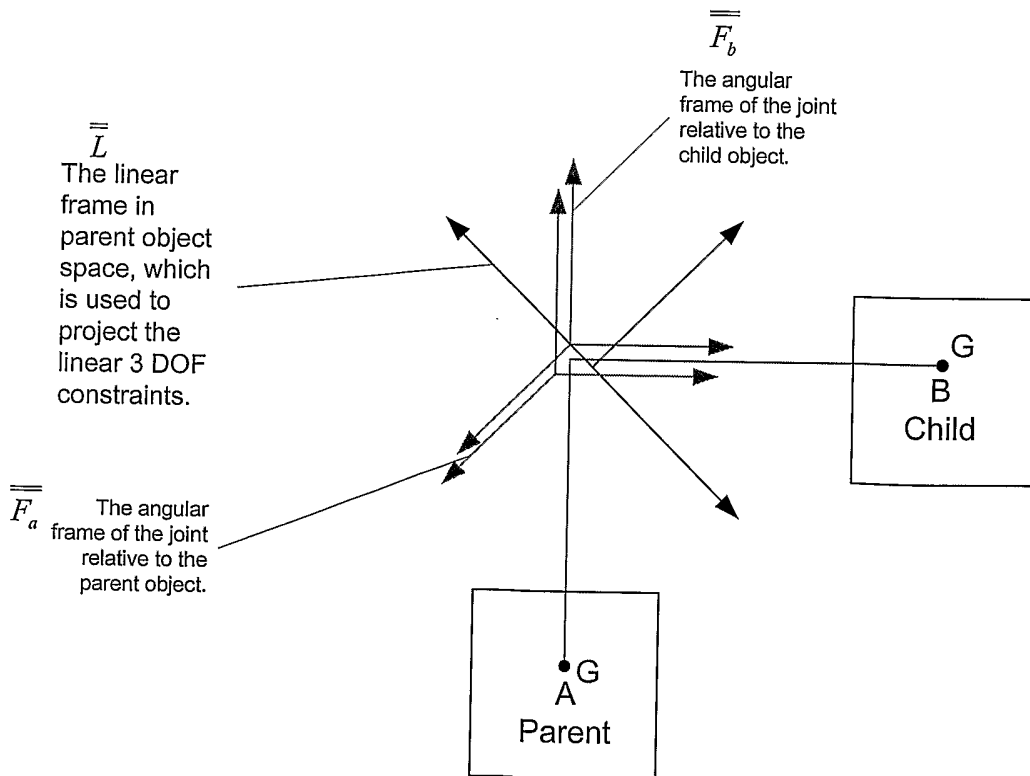 F_b
The angular
frame of the joint
relative to the
child object.
L
The linear
frame in
parent object
space, which
is used to
project the
linear 3 DOF
constraints.
G
B
Child
F_a
The angular
frame of the joint
relative to the
parent object.
G
A
Parent